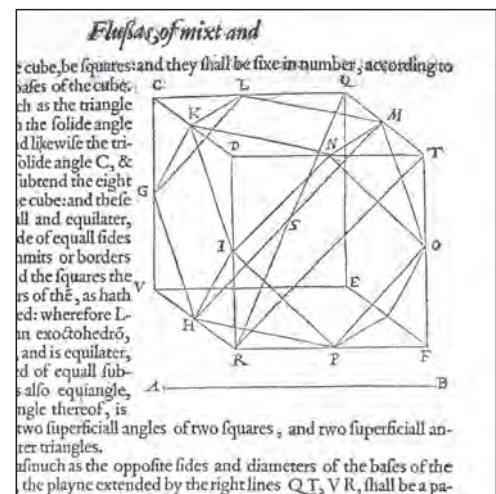 Flußas, of mixt and
e cube, be squares: and they shall be sixe in number, according to
bases of the cube.
ch as the triangle
n the solide angle
nd likewise the tri-
solide angle C, &
subtend the eight
e cube: and these
all and equilater,
de of equall sides
mits or borders
d the squares the
rs of thē, as hath
ed: wherefore L-
n exoctohedrō,
, and is equilater,
ed of equall sub-
s also equiangle,
ngle thereof, is
two superficiall angles of two squares, and two superficiall an-
ter triangles.
asmuch as the opposite sides and diameters of the bases of the
, the playne extended by the right lines Q T, V R, shall be a pa-
C L Q
K M
D N T
G
S
I O
V E
H
R P F
A B